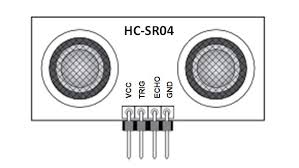 HC-SR04
VCC
TRIG
ECHO
GND